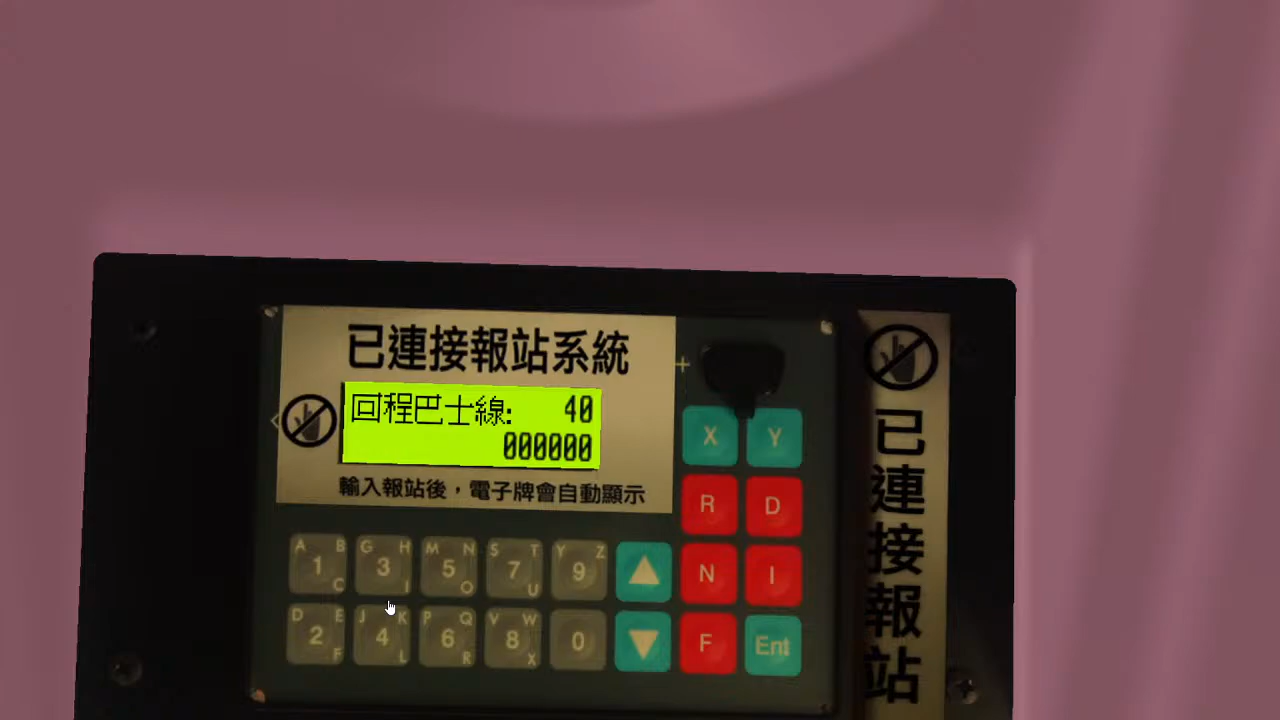 已連接報站系統
回程巴士線: 40
000000
輸入報站後，電子牌會自動顯示
X Y
R D
A B G H M N S T Y Z
1 3 5 7 9 N I
C I O U
D E J K P Q V W
2 4 6 8 0 F Ent
F L R X
已連接報站